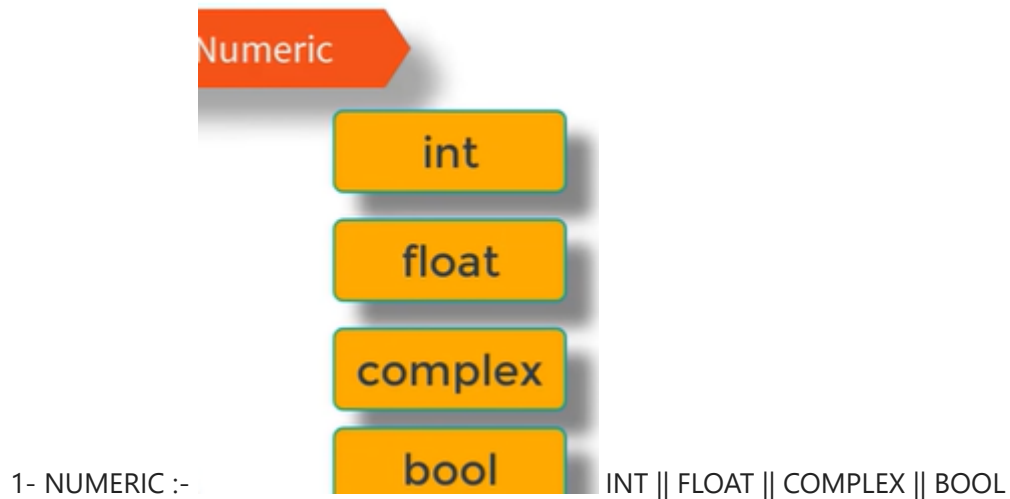 Numeric
int
float
complex
bool
1- NUMERIC :- INT || FLOAT || COMPLEX || BOOL